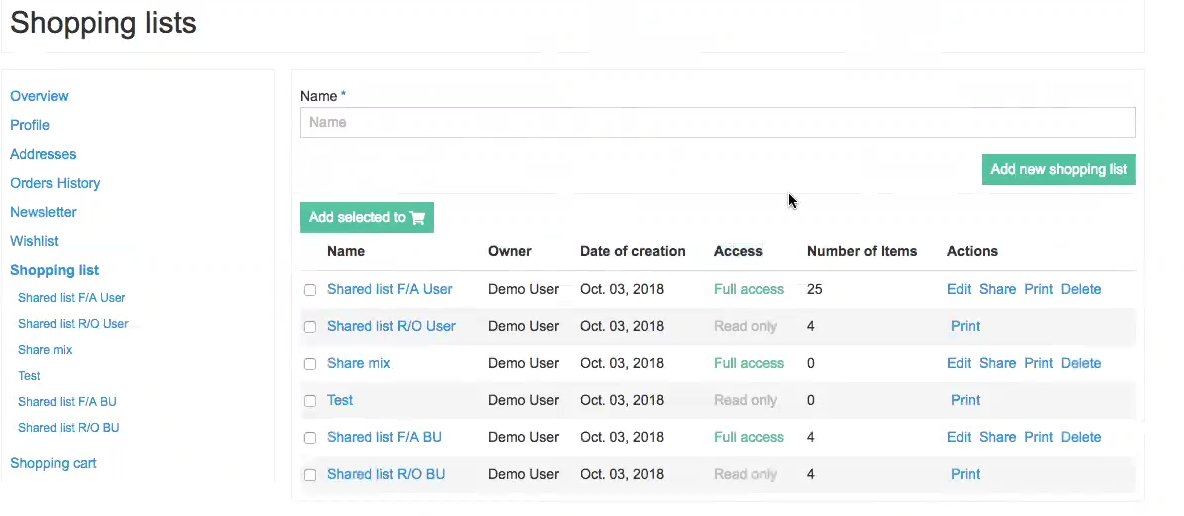 Shopping lists
Overview
Profile
Addresses
Orders History
Newsletter
Wishlist
Shopping list
Shared list F/A User
Shared list R/O User
Share mix
Test
Shared list F/A BU
Shared list R/O BU
Shopping cart
Name *
Name
Add new shopping list
Add selected to
Name Owner Date of creation Access Number of Items Actions
Shared list F/A User Demo User Oct. 03, 2018 Full access 25 Edit Share Print Delete
Shared list R/O User Demo User Oct. 03, 2018 Read only 4 Print
Share mix Demo User Oct. 03, 2018 Full access 0 Edit Share Print Delete
Test Demo User Oct. 03, 2018 Read only 0 Print
Shared list F/A BU Demo User Oct. 03, 2018 Full access 4 Edit Share Print Delete
Shared list R/O BU Demo User Oct. 03, 2018 Read only 4 Print